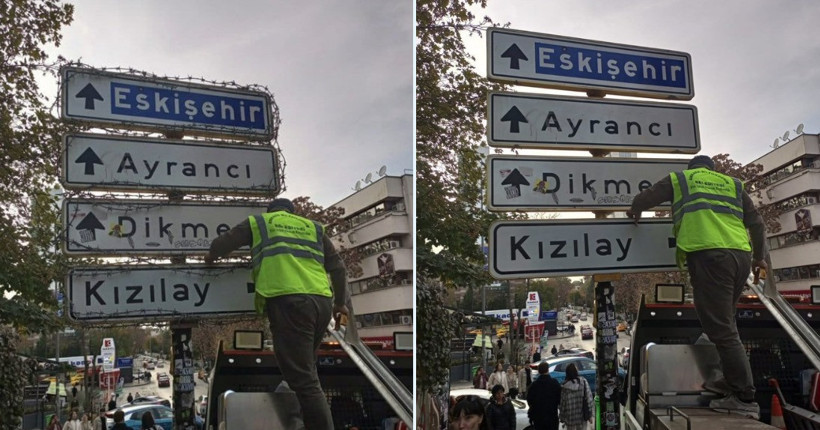 Eskişehir
Ayrancı
Dikme
Kızılay
Eskişehir
Ayrancı
Dikme
Kızılay